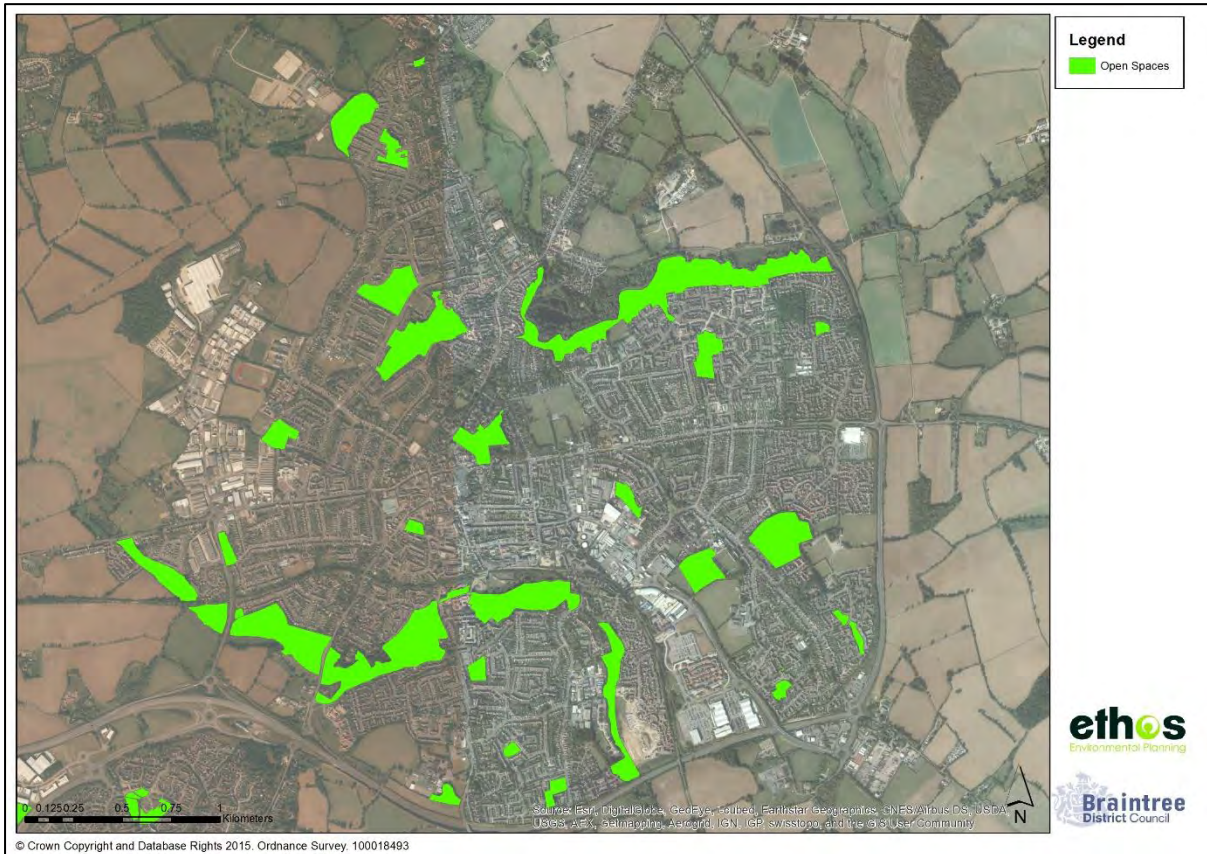 Legend
Open Spaces
ethos
Environmental Planning
Braintree
District Council
0 0.125 0.25 0.5 0.75 1
Kilometers
Source: Esri, DigitalGlobe, GeoEye, i-cubed, Earthstar Geographics, CNES/Airbus DS, USDA,
USGS, AEX, Getmapping, Aerogrid, IGN, IGP, swisstopo, and the GIS User Community
N
© Crown Copyright and Database Rights 2015. Ordnance Survey. 100018493